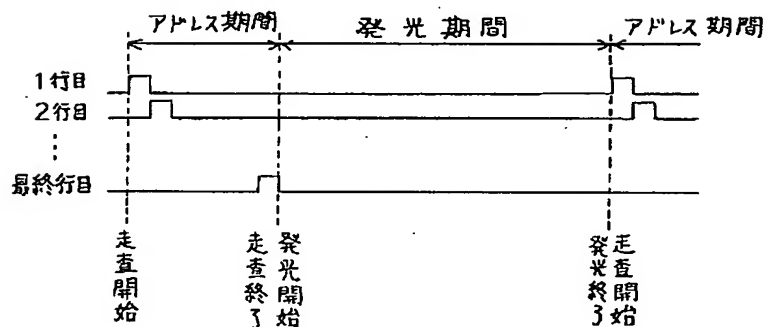 アドレス期間 発光期間 アドレス期間
1行目
2行目
⋮
最終行目
走査開始
走査終了
発光開始
発光終了
走査開始